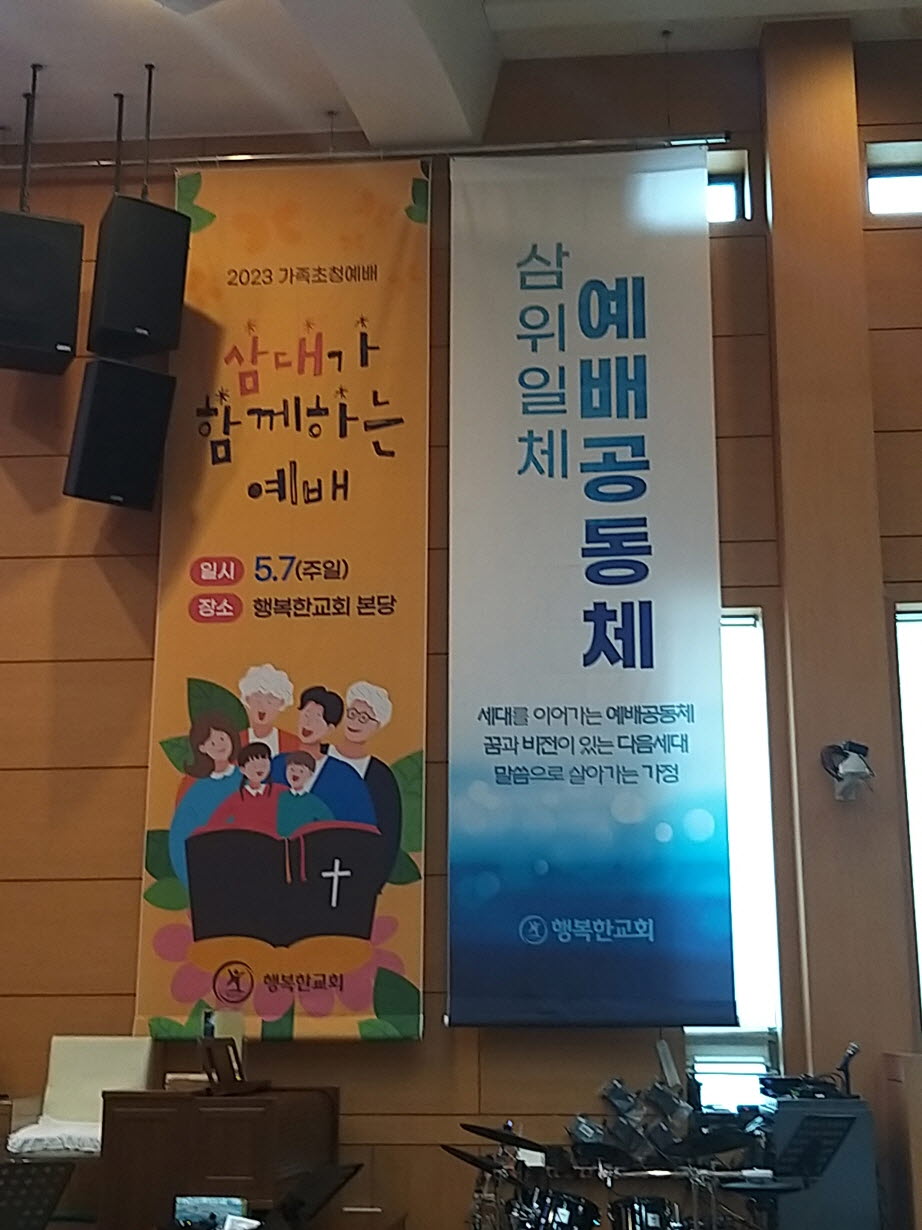 2023 가족초청예배
삼대가
함께하는
예배
일시 5.7(주일)
장소 행복한교회 본당
행복한교회
삼위일체
예배공동체
세대를 이어가는 예배공동체
꿈과 비전이 있는 다음세대
말씀으로 살아가는 가정
행복한교회